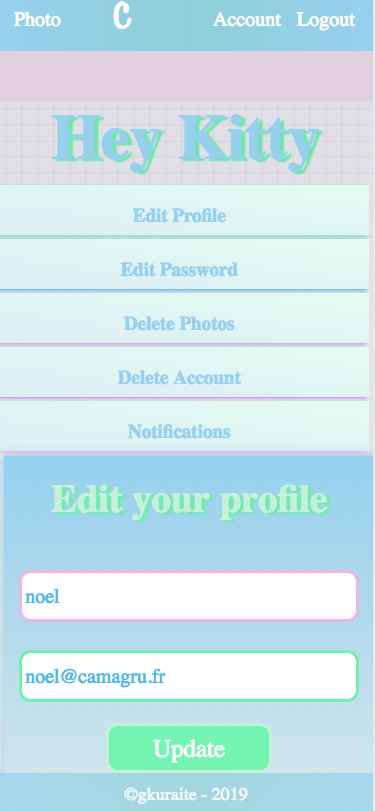 Photo C Account Logout
Hey Kitty
Edit Profile
Edit Password
Delete Photos
Delete Account
Notifications
Edit your profile
noel
noel@camagru.fr
Update
©gkuraite - 2019